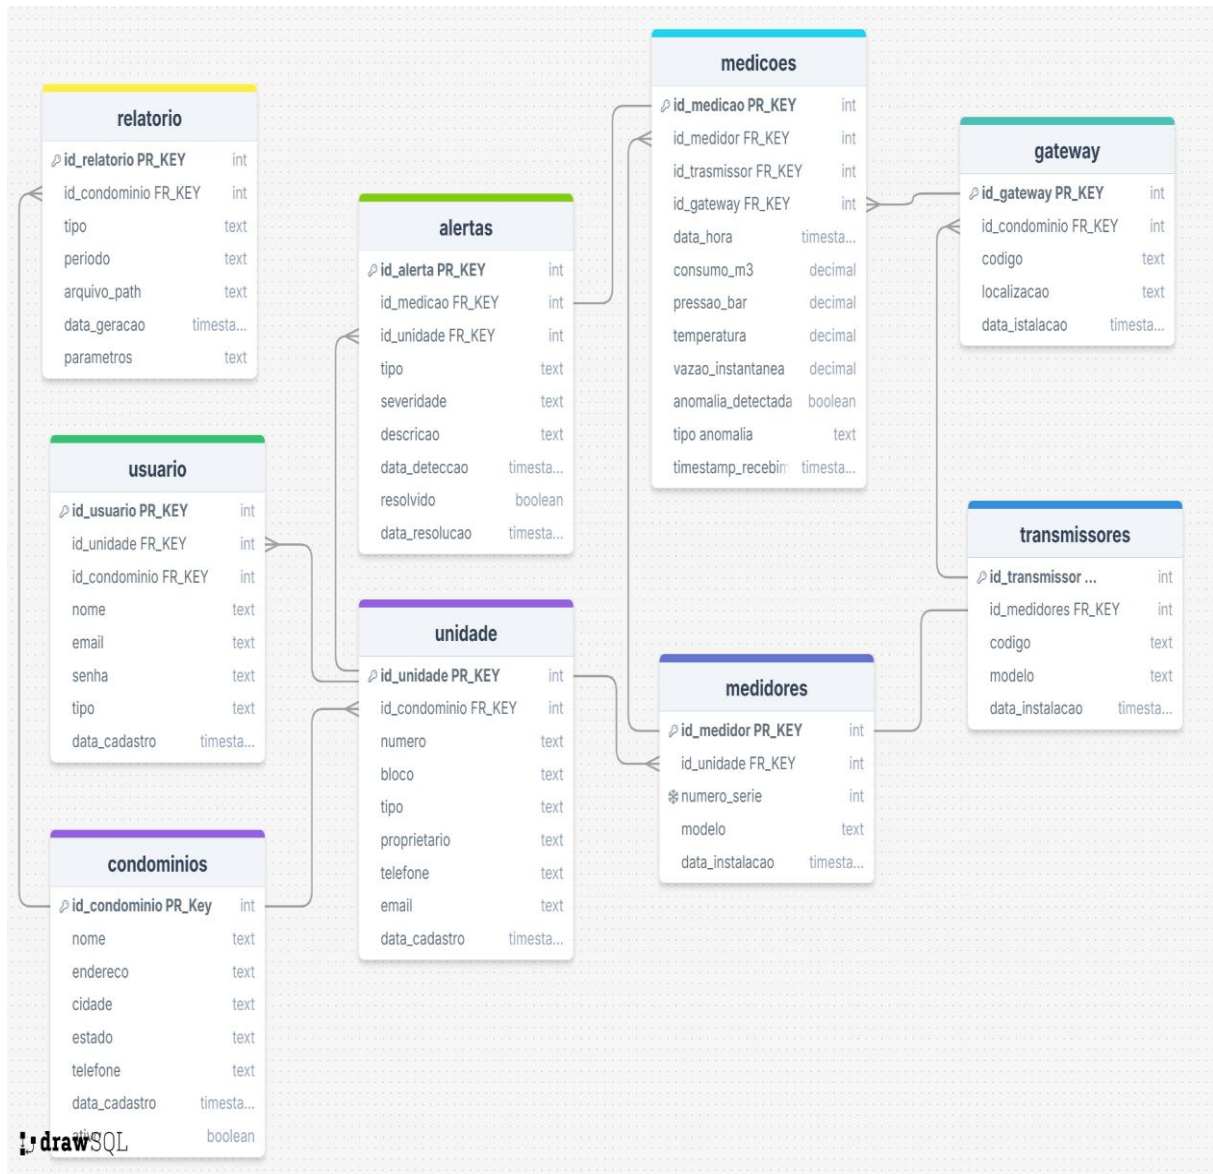 relatorio
id_relatorio PR_KEY int
id_condominio FR_KEY int
tipo text
periodo text
arquivo_path text
data_geracao timesta...
parametros text
usuario
id_usuario PR_KEY int
id_unidade FR_KEY int
id_condominio FR_KEY int
nome text
email text
senha text
tipo text
data_cadastro timesta...
condominios
id_condominio PR_Key int
nome text
endereco text
cidade text
estado text
telefone text
data_cadastro timesta...
boolean
drawSQL
alertas
id_alerta PR_KEY int
id_medicao FR_KEY int
id_unidade FR_KEY int
tipo text
severidade text
descricao text
data_deteccao timesta...
resolvido boolean
data_resolucao timesta...
unidade
id_unidade PR_KEY int
id_condominio FR_KEY int
numero text
bloco text
tipo text
proprietario text
telefone text
email text
data_cadastro timesta...
medicoes
id_medicao PR_KEY int
id_medidor FR_KEY int
id_trasmissor FR_KEY int
id_gateway FR_KEY int
data_hora timesta...
consumo_m3 decimal
pressao_bar decimal
temperatura decimal
vazao_instantanea decimal
anomalia_detectada boolean
tipo anomalia text
timestamp_recebim timesta...
medidores
id_medidor PR_KEY int
id_unidade FR_KEY int
numero_serie int
modelo text
data_instalacao timesta...
gateway
id_gateway PR_KEY int
id_condominio FR_KEY int
codigo text
localizacao text
data_istalacao timesta...
transmissores
id_transmissor ... int
id_medidores FR_KEY int
codigo text
modelo text
data_instalacao timesta...